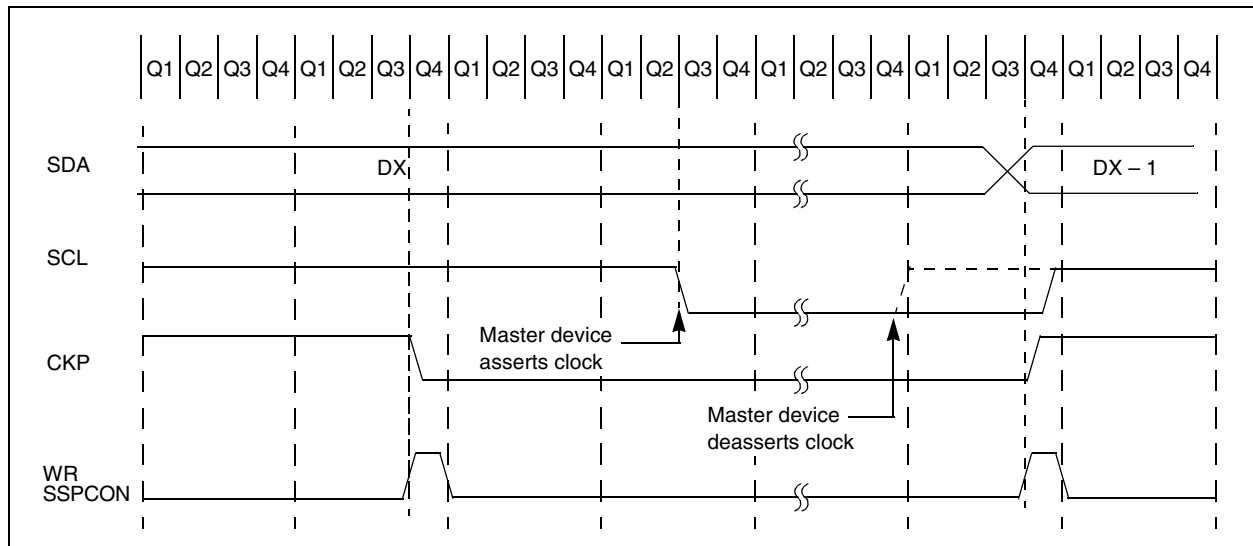 Q1 Q2 Q3 Q4 Q1 Q2 Q3 Q4 Q1 Q2 Q3 Q4 Q1 Q2 Q3 Q4 Q1 Q2 Q3 Q4 Q1 Q2 Q3 Q4 Q1 Q2 Q3 Q4
SDA
DX
DX – 1
SCL
Master device
asserts clock
CKP
Master device
deasserts clock
WR
SSPCON